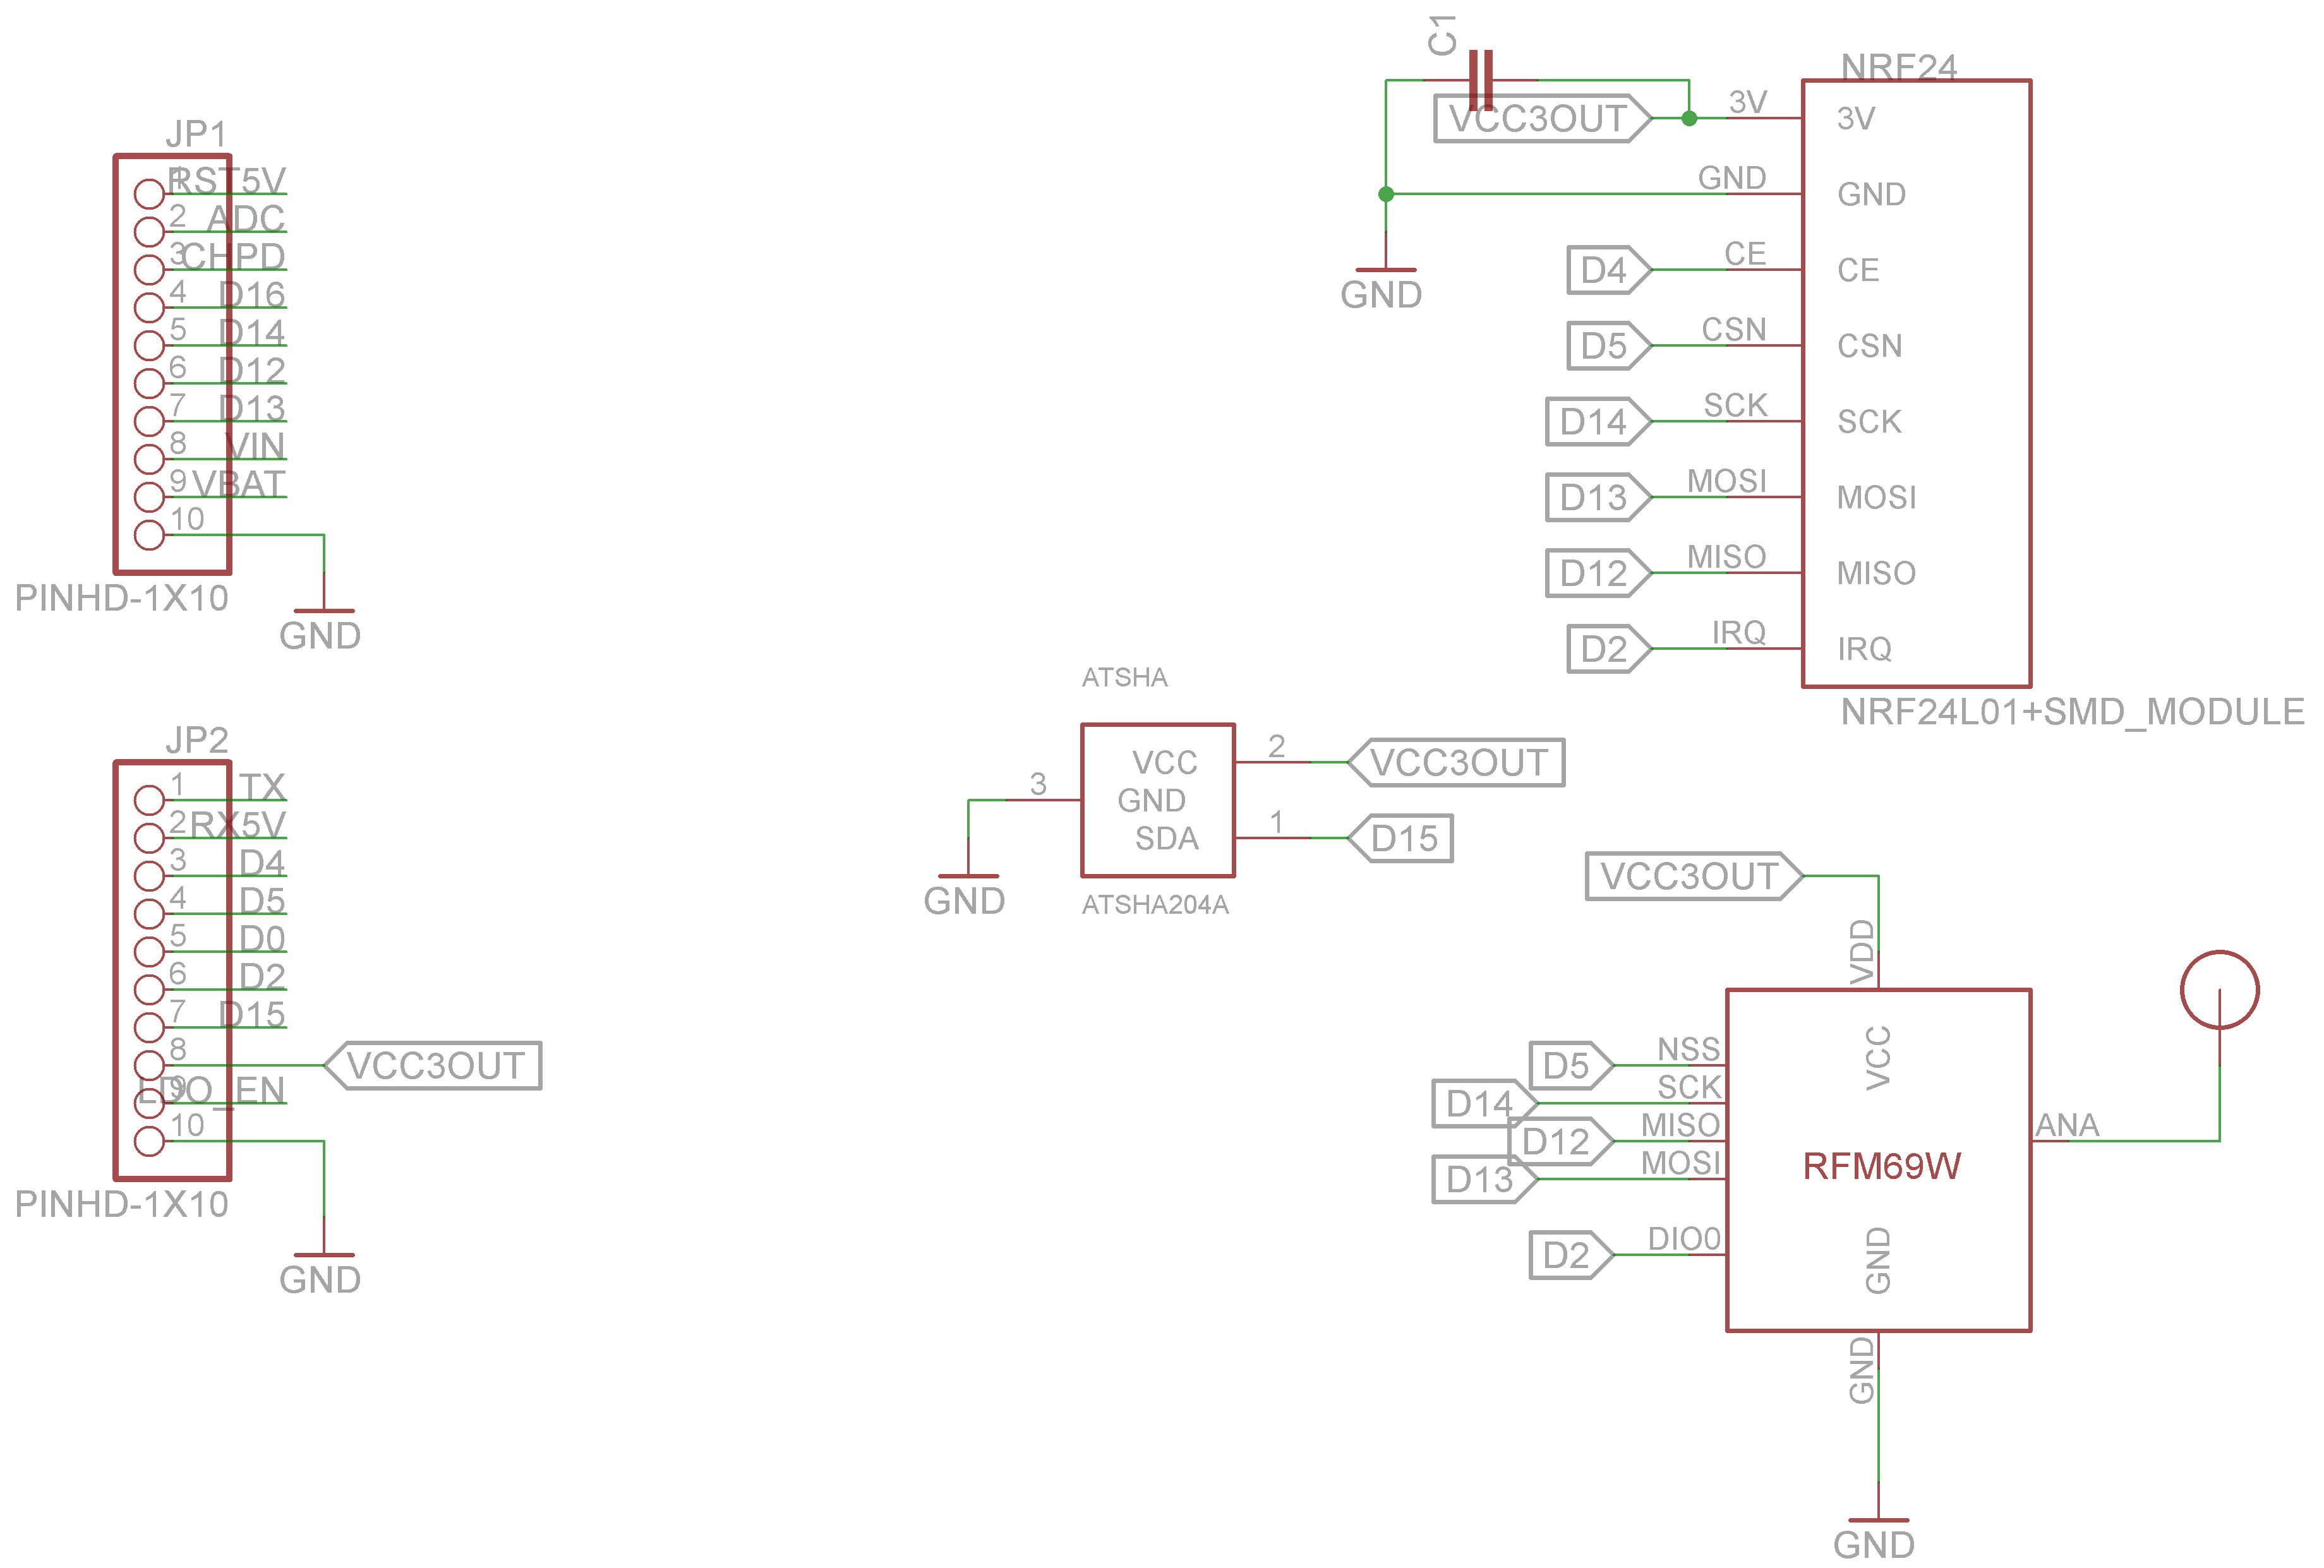 JP1
1 RST5V
2 ADC
3 CHPD
4 D16
5 D14
6 D12
7 D13
8 VIN
9 VBAT
10
PINHD-1X10
GND
JP2
1 TX
2 RX5V
3 D4
4 D5
5 D0
6 D2
7 D15
8 VCC3OUT
9 LDO_EN
10
PINHD-1X10
GND
ATSHA
VCC 2 VCC3OUT
3 GND
SDA 1 D15
GND
ATSHA204A
C1
NRF24
VCC3OUT 3V 3V
GND GND
GND
D4 CE CE
D5 CSN CSN
D14 SCK SCK
D13 MOSI MOSI
D12 MISO MISO
D2 IRQ IRQ
NRF24L01+SMD_MODULE
VCC3OUT
VDD
VCC
D5 NSS
D14 SCK
D12 MISO
D13 MOSI
D2 DIO0
ANA
RFM69W
GND
GND
GND